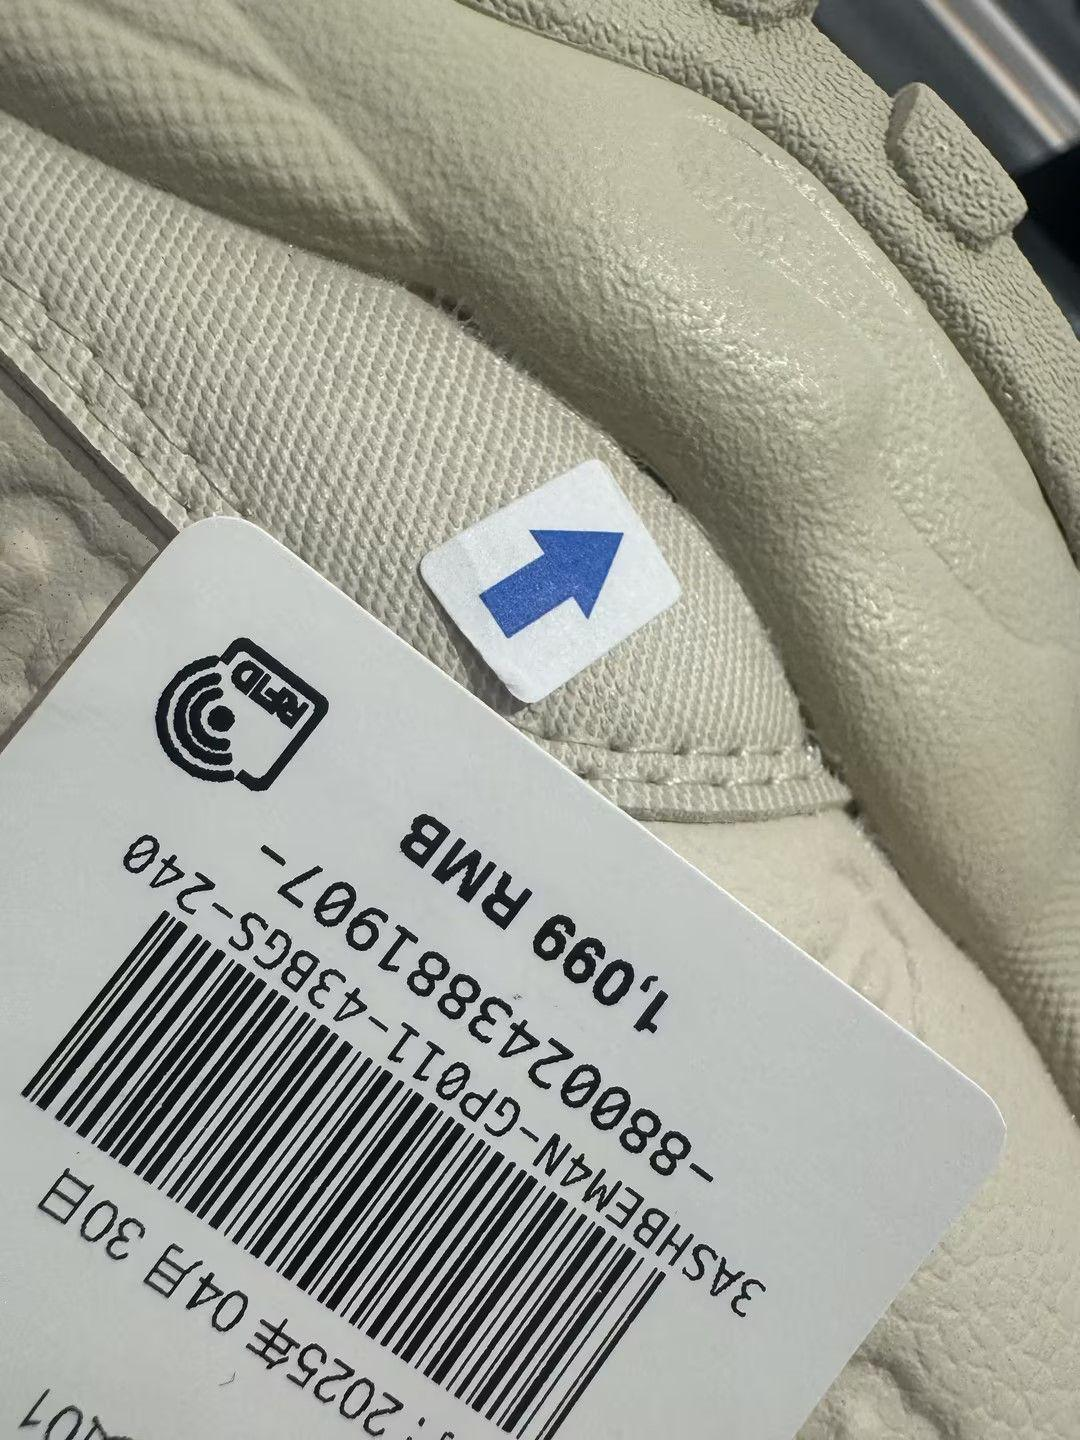 : 2025年 04月 30日
3ASHBEM4N-GP011-43BGS-240
-8800243881907-
1,099 RMB
RFID